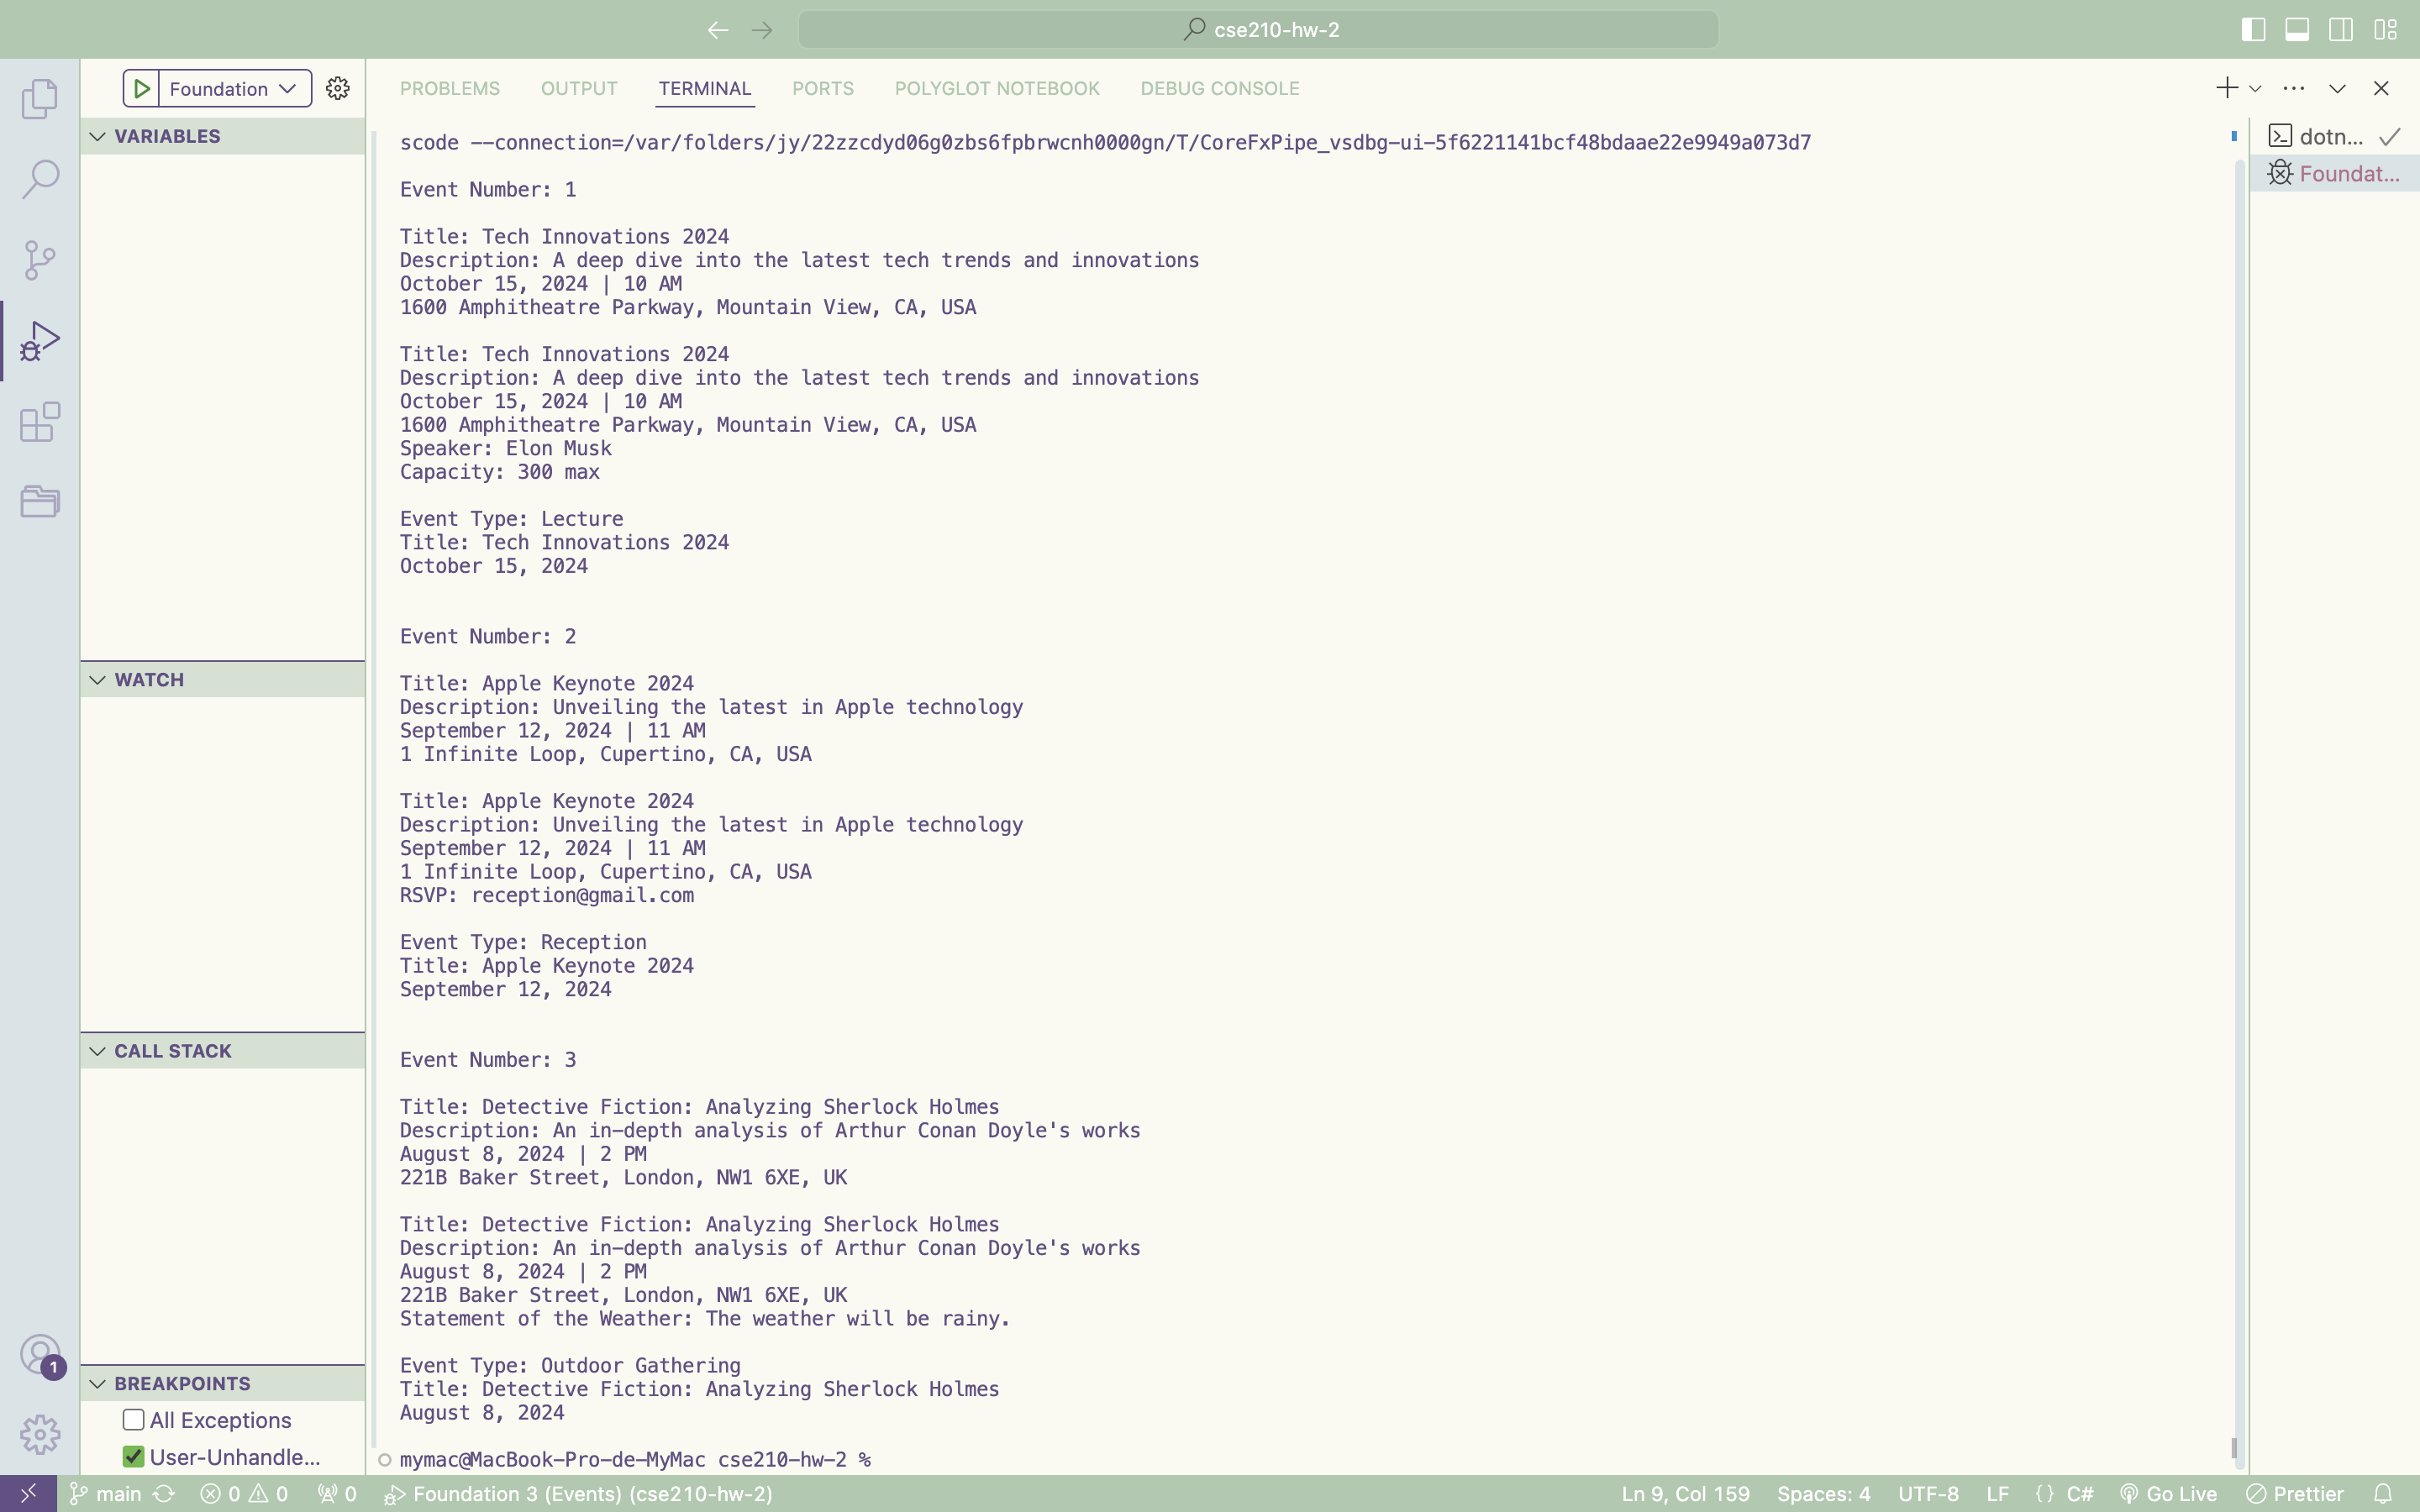 cse210-hw-2
Foundation
PROBLEMS OUTPUT TERMINAL PORTS POLYGLOT NOTEBOOK DEBUG CONSOLE
VARIABLES
WATCH
CALL STACK
BREAKPOINTS
All Exceptions
User-Unhandle...
scode --connection=/var/folders/jy/22zzcdyd06g0zbs6fpbrwcnh0000gn/T/CoreFxPipe_vsdbg-ui-5f6221141bcf48bdaae22e9949a073d7
Event Number: 1
Title: Tech Innovations 2024
Description: A deep dive into the latest tech trends and innovations
October 15, 2024 | 10 AM
1600 Amphitheatre Parkway, Mountain View, CA, USA
Title: Tech Innovations 2024
Description: A deep dive into the latest tech trends and innovations
October 15, 2024 | 10 AM
1600 Amphitheatre Parkway, Mountain View, CA, USA
Speaker: Elon Musk
Capacity: 300 max
Event Type: Lecture
Title: Tech Innovations 2024
October 15, 2024
Event Number: 2
Title: Apple Keynote 2024
Description: Unveiling the latest in Apple technology
September 12, 2024 | 11 AM
1 Infinite Loop, Cupertino, CA, USA
Title: Apple Keynote 2024
Description: Unveiling the latest in Apple technology
September 12, 2024 | 11 AM
1 Infinite Loop, Cupertino, CA, USA
RSVP: reception@gmail.com
Event Type: Reception
Title: Apple Keynote 2024
September 12, 2024
Event Number: 3
Title: Detective Fiction: Analyzing Sherlock Holmes
Description: An in-depth analysis of Arthur Conan Doyle's works
August 8, 2024 | 2 PM
221B Baker Street, London, NW1 6XE, UK
Title: Detective Fiction: Analyzing Sherlock Holmes
Description: An in-depth analysis of Arthur Conan Doyle's works
August 8, 2024 | 2 PM
221B Baker Street, London, NW1 6XE, UK
Statement of the Weather: The weather will be rainy.
Event Type: Outdoor Gathering
Title: Detective Fiction: Analyzing Sherlock Holmes
August 8, 2024
mymac@MacBook-Pro-de-MyMac cse210-hw-2 %
dotn...
Foundat...
1
main 0 0 0 Foundation 3 (Events) (cse210-hw-2) Ln 9, Col 159 Spaces: 4 UTF-8 LF {} C# Go Live Prettier